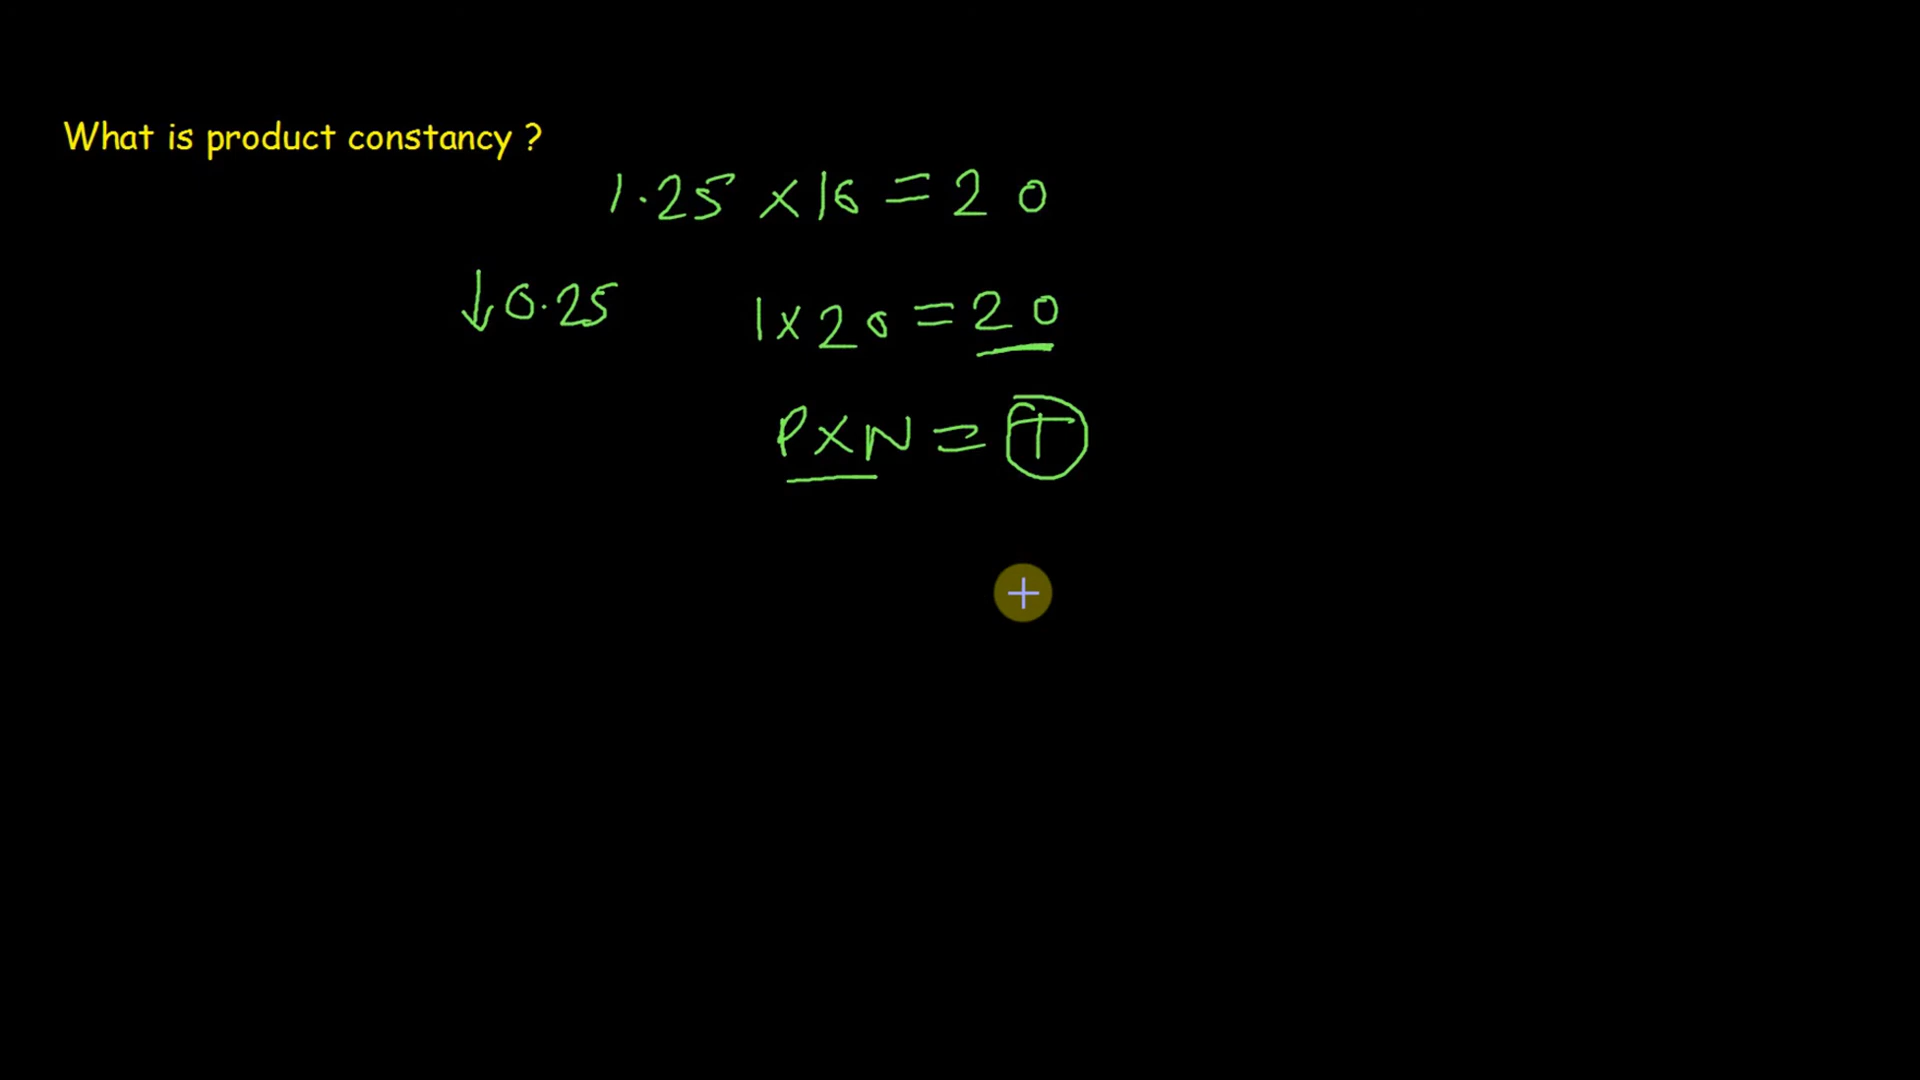 What is product constancy ?
1.25 × 16 = 20
↓0.25 1 × 20 = 20
P × N = T